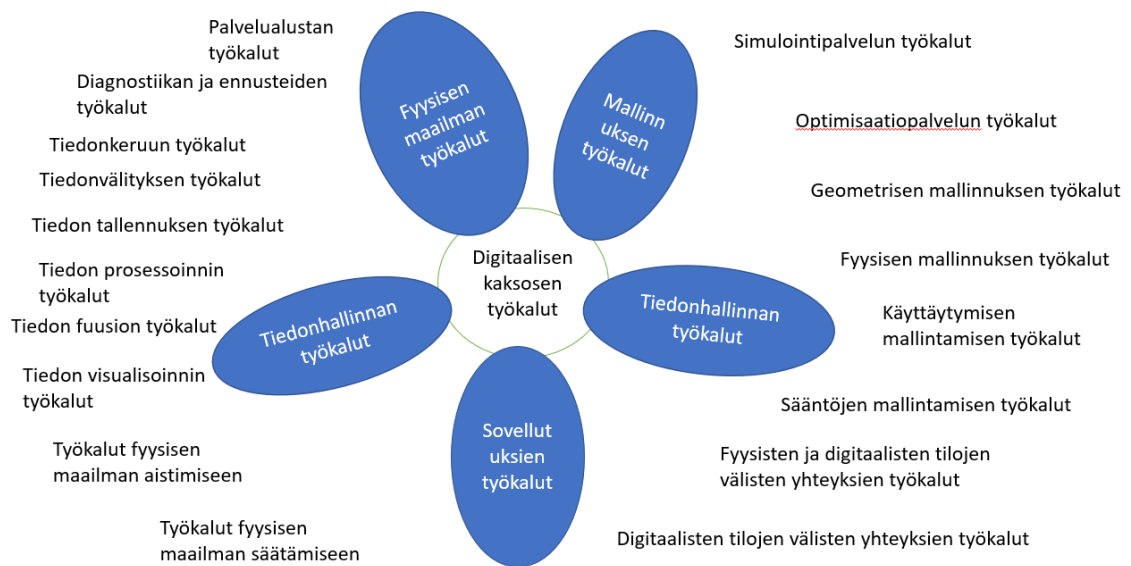 Palvelualustan
työkalut
Diagnostiikan ja ennusteiden
työkalut
Tiedonkeruun työkalut
Tiedonvälityksen työkalut
Tiedon tallennuksen työkalut
Tiedon prosessoinnin
työkalut
Tiedon fuusion työkalut
Tiedon visualisoinnin
työkalut
Työkalut fyysisen
maailman aistimiseen
Työkalut fyysisen
maailman säätämiseen
Fyysisen
maailman
työkalut
Mallinn
uksen
työkalut
Digitaalisen
kaksosen
työkalut
Tiedonhallinnan
työkalut
Tiedonhallinnan
työkalut
Sovellut
uksien
työkalut
Simulointipalvelun työkalut
Optimisaatiopalvelun työkalut
Geometrisen mallinnuksen työkalut
Fyysisen mallinnuksen työkalut
Käyttäytymisen
mallintamisen työkalut
Sääntöjen mallintamisen työkalut
Fyysisten ja digitaalisten tilojen
välisten yhteyksien työkalut
Digitaalisten tilojen välisten yhteyksien työkalut